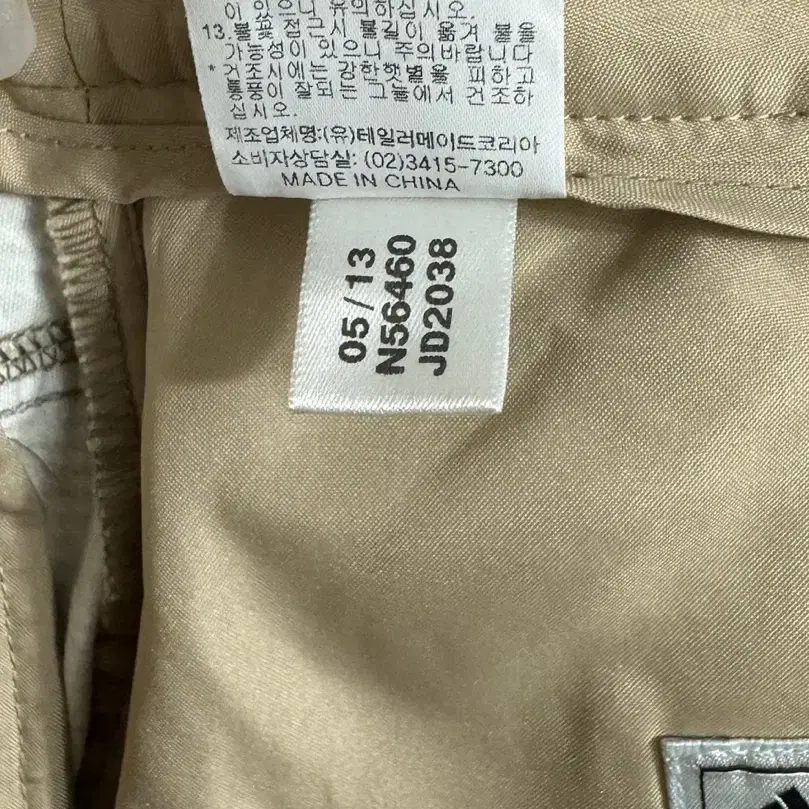 이 있으니 유의하십시오.
13.불꽃접근시 불길이 옮겨 붙을
가능성이 있으니 주의바랍니다
* 건조시에는 강한햇볕을 피하고
통풍이 잘되는 그늘에서 건조하
십시오.
제조업체명:(유)테일러메이드코리아
소비자상담실: (02)3415-7300
MADE IN CHINA
05/13
N56460
JD2038